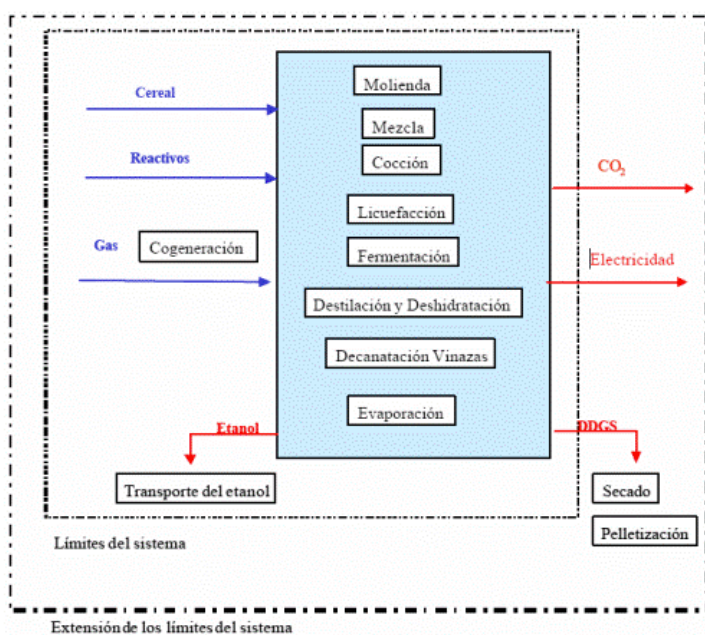 Molienda
Cereal
Mezcla
Reactivos
Cocción
CO₂
Licuefacción
Gas
Cogeneración
Fermentación
Electricidad
Destilación y Deshidratación
Decanatación Vinazas
Evaporación
Etanol
DDGS
Transporte del etanol
Secado
Pelletización
Límites del sistema
Extensión de los límites del sistema